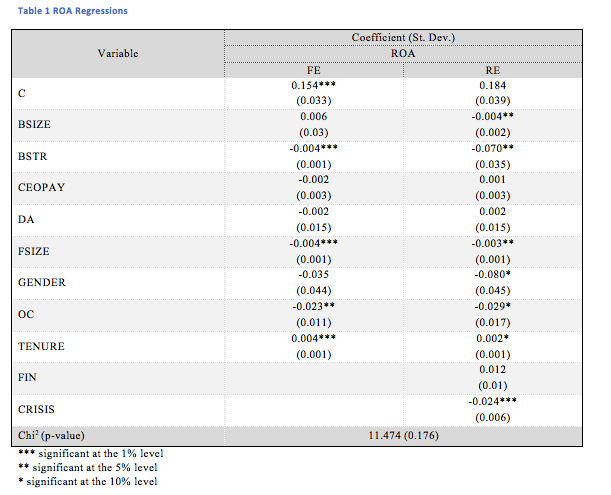 Table 1 ROA Regressions
Coefficient (St. Dev.)
Variable
ROA
FE RE
C
0.154*** 0.184
(0.033) (0.039)
BSIZE
0.006 -0.004**
(0.03) (0.002)
BSTR
-0.004*** -0.070**
(0.001) (0.035)
CEOPAY
-0.002 0.001
(0.003) (0.003)
DA
-0.002 0.002
(0.015) (0.015)
FSIZE
-0.004*** -0.003**
(0.001) (0.001)
GENDER
-0.035 -0.080*
(0.044) (0.045)
OC
-0.023** -0.029*
(0.011) (0.017)
TENURE
0.004*** 0.002*
(0.001) (0.001)
FIN
0.012
(0.01)
CRISIS
-0.024***
(0.006)
Chi² (p-value) 11.474 (0.176)
*** significant at the 1% level
** significant at the 5% level
* significant at the 10% level